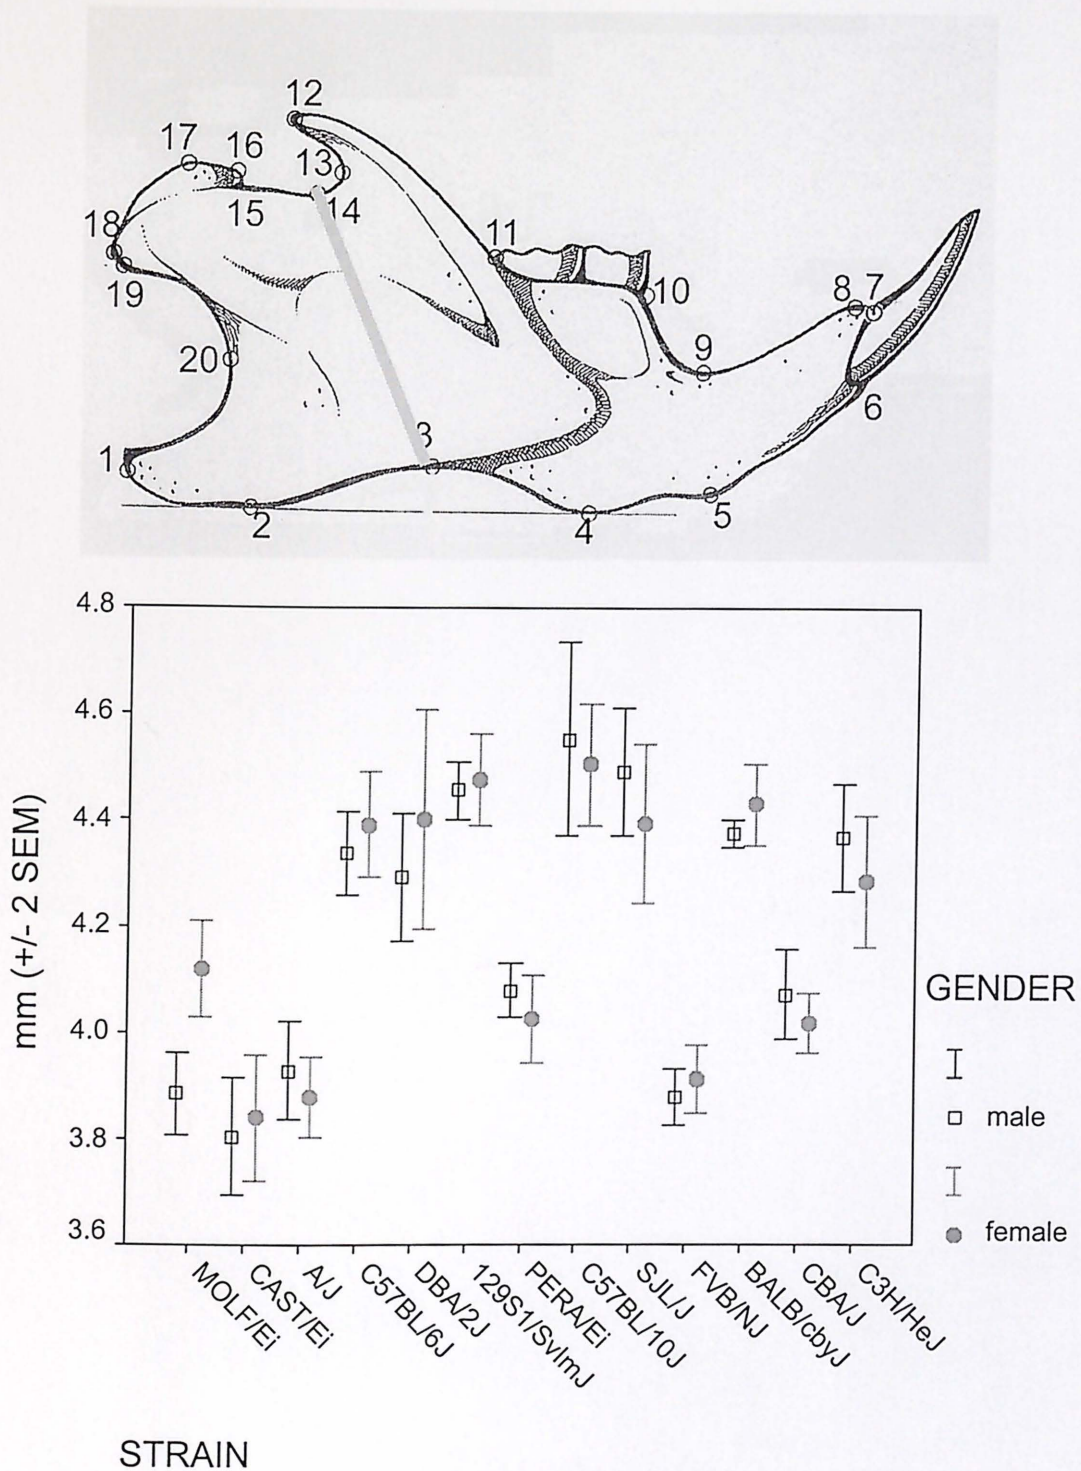 12
17
16
13
15
14
18
11
19
10
8
7
20
9
3
6
1
2
5
4
4.8
4.6
4.4
4.2
4.0
3.8
3.6
mm (+/- 2 SEM)
GENDER
male
female
MOLF/Ei
CAST/Ei
A/J
C57BL/6J
DBA/2J
129S1/SvImJ
PERA/Ei
C57BL/10J
SJL/J
FVB/NJ
BALB/cbyJ
CBA/J
C3H/HeJ
STRAIN